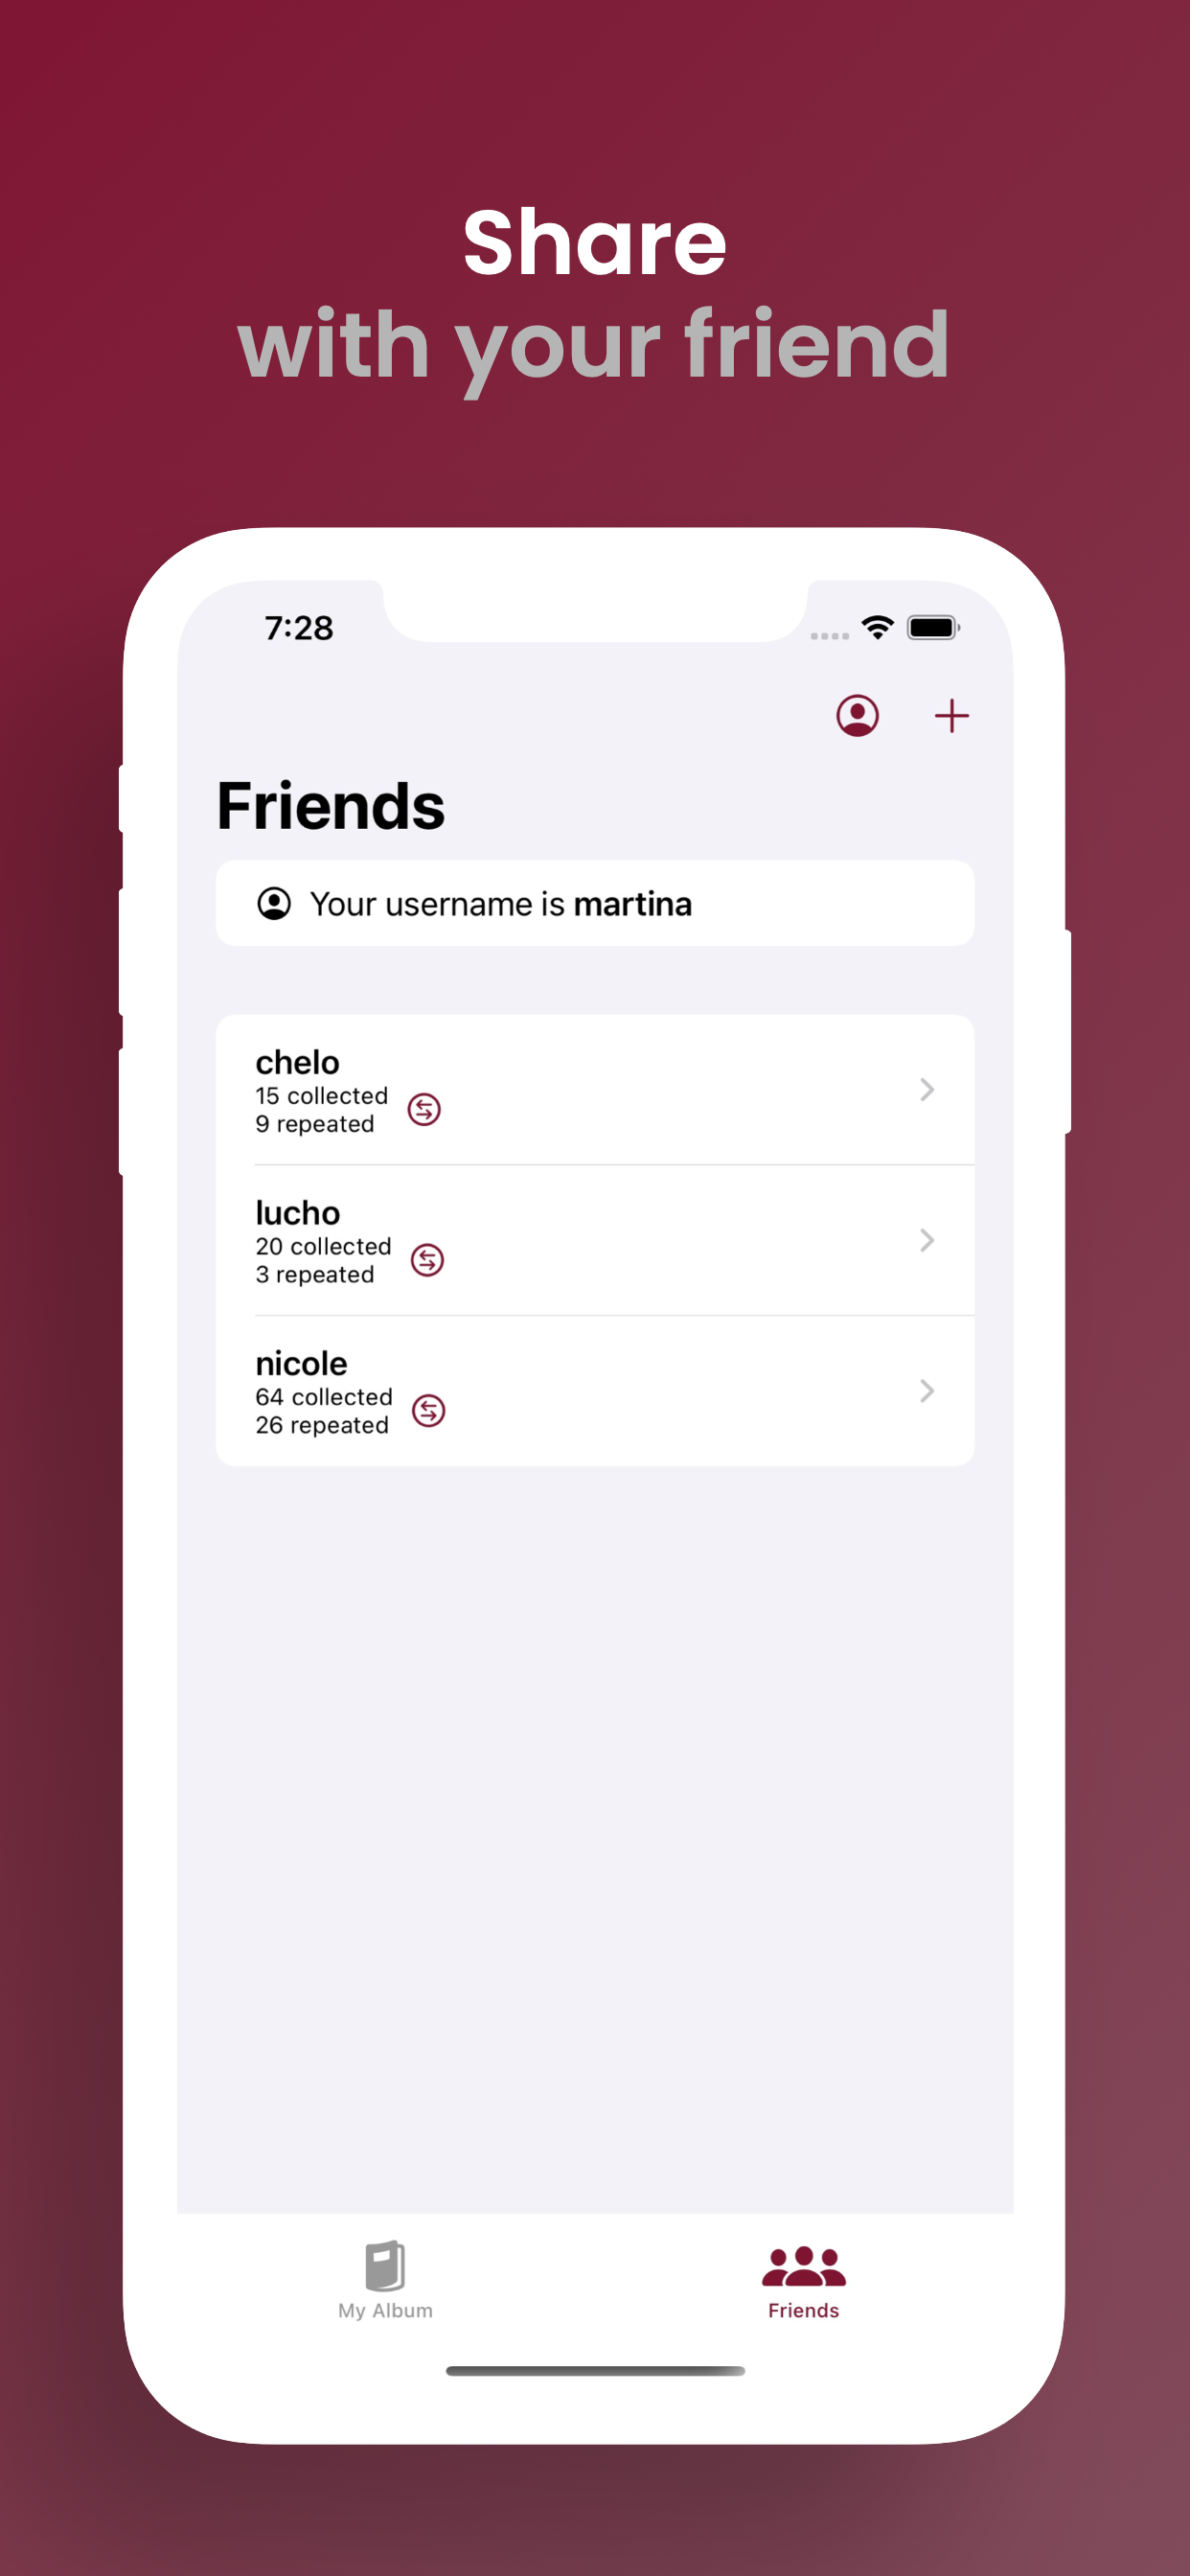 Share
with your friend
7:28
Friends
Your username is martina
chelo
15 collected
9 repeated
lucho
20 collected
3 repeated
nicole
64 collected
26 repeated
My Album
Friends